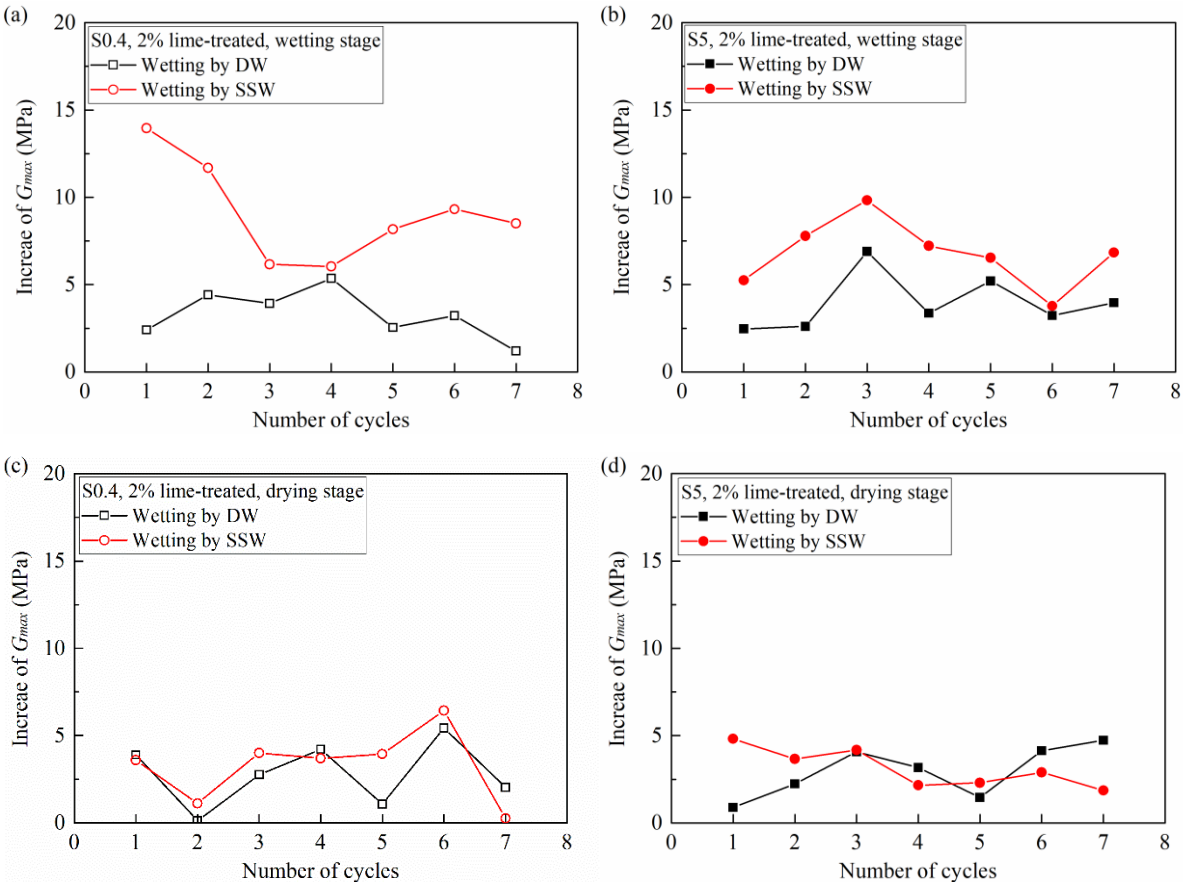 (a)
20
15
10
5
0
Increae of Gmax (MPa)
S0.4, 2% lime-treated, wetting stage
Wetting by DW
Wetting by SSW
0 1 2 3 4 5 6 7 8
Number of cycles
(b)
20
15
10
5
0
Increae of Gmax (MPa)
S5, 2% lime-treated, wetting stage
Wetting by DW
Wetting by SSW
0 1 2 3 4 5 6 7 8
Number of cycles
(c)
20
15
10
5
0
Increae of Gmax (MPa)
S0.4, 2% lime-treated, drying stage
Wetting by DW
Wetting by SSW
0 1 2 3 4 5 6 7 8
Number of cycles
(d)
20
15
10
5
0
Increae of Gmax (MPa)
S5, 2% lime-treated, drying stage
Wetting by DW
Wetting by SSW
0 1 2 3 4 5 6 7 8
Number of cycles